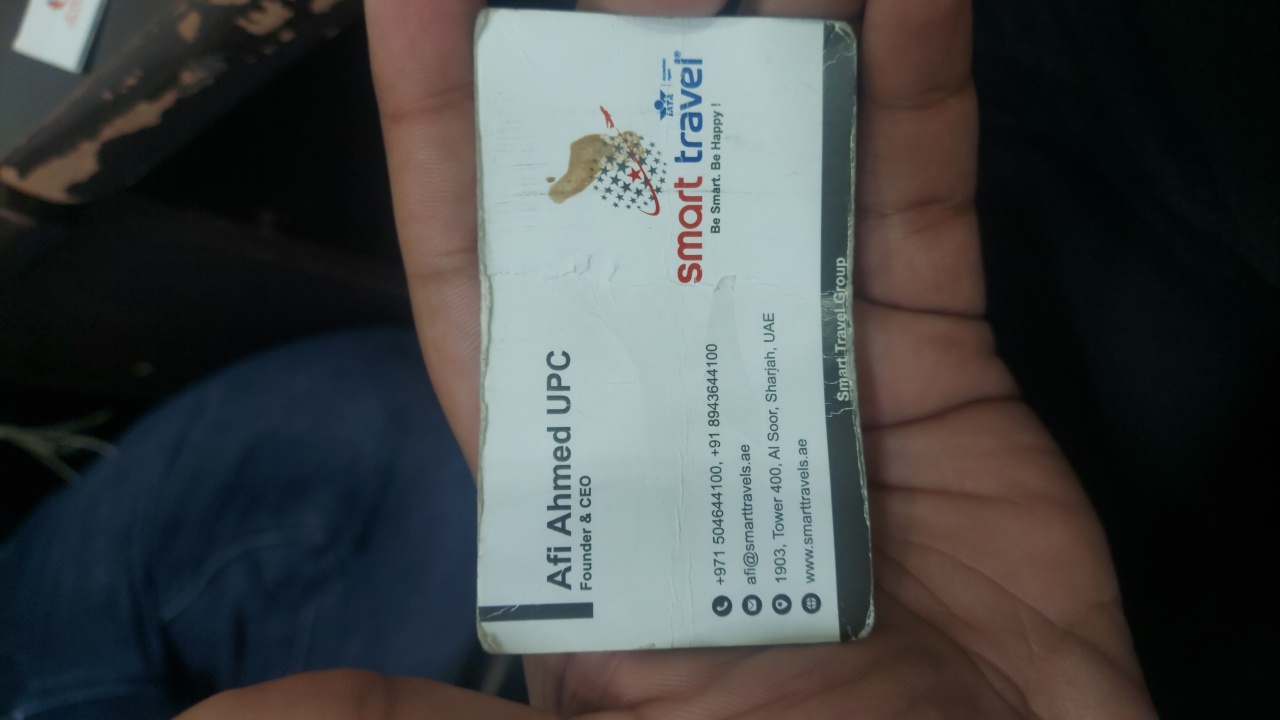 Afi Ahmed UPC
Founder & CEO
IATA
smart travel
Be Smart. Be Happy !
+971 504644100, +91 8943644100
afi@smarttravels.ae
1903, Tower 400, Al Soor, Sharjah, UAE
www.smarttravels.ae
Smart Travel Group